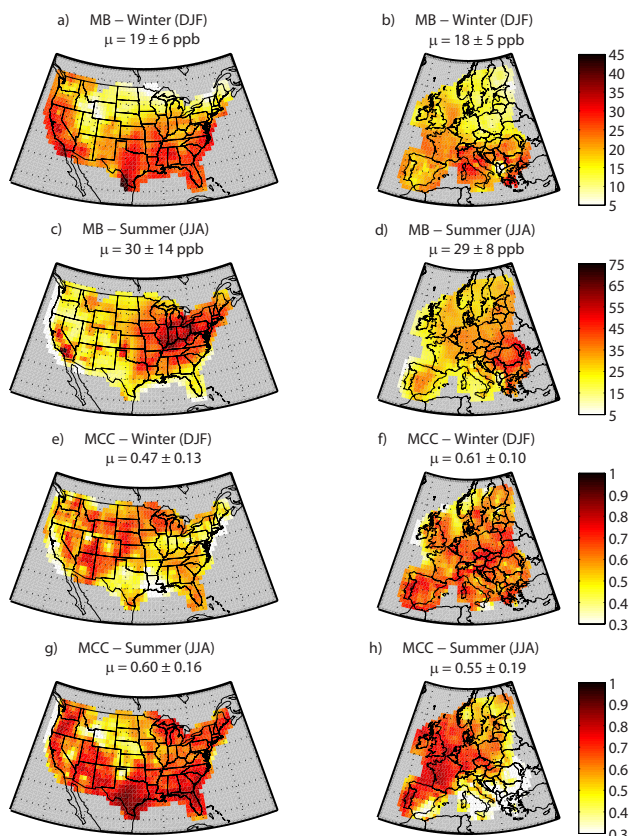 a) MB – Winter (DJF)
μ = 19 ± 6 ppb
b) MB – Winter (DJF)
μ = 18 ± 5 ppb
45
40
35
30
25
20
15
10
5
c) MB – Summer (JJA)
μ = 30 ± 14 ppb
d) MB – Summer (JJA)
μ = 29 ± 8 ppb
75
65
55
45
35
25
15
5
e) MCC – Winter (DJF)
μ = 0.47 ± 0.13
f) MCC – Winter (DJF)
μ = 0.61 ± 0.10
1
0.9
0.8
0.7
0.6
0.5
0.4
0.3
g) MCC – Summer (JJA)
μ = 0.60 ± 0.16
h) MCC – Summer (JJA)
μ = 0.55 ± 0.19
1
0.9
0.8
0.7
0.6
0.5
0.4
0.3